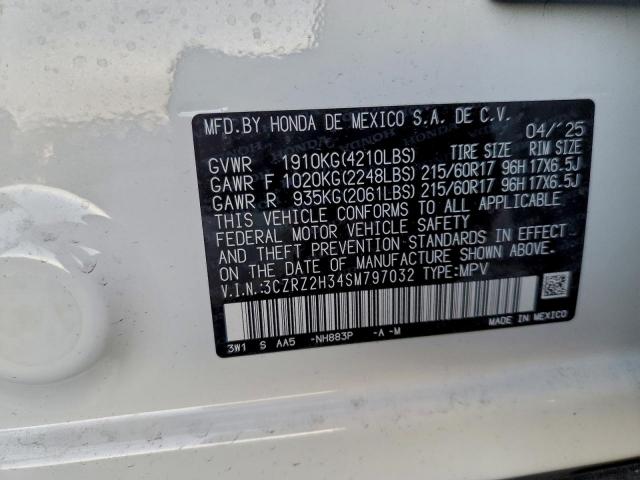 MFD.BY HONDA DE MEXICO S.A. DE C.V.
04/'25
GVWR 1910KG(4210LBS) TIRE SIZE RIM SIZE
GAWR F 1020KG(2248LBS) 215/60R17 96H 17X6.5J
GAWR R 935KG(2061LBS) 215/60R17 96H 17X6.5J
THIS VEHICLE CONFORMS TO ALL APPLICABLE
FEDERAL MOTOR VEHICLE SAFETY
AND THEFT PREVENTION STANDARDS IN EFFECT
ON THE DATE OF MANUFACTURE SHOWN ABOVE.
V.I.N.:3CZRZ2H34SM797032 TYPE:MPV
3W1 S AA5 -NH883P -A-M
MADE IN MEXICO